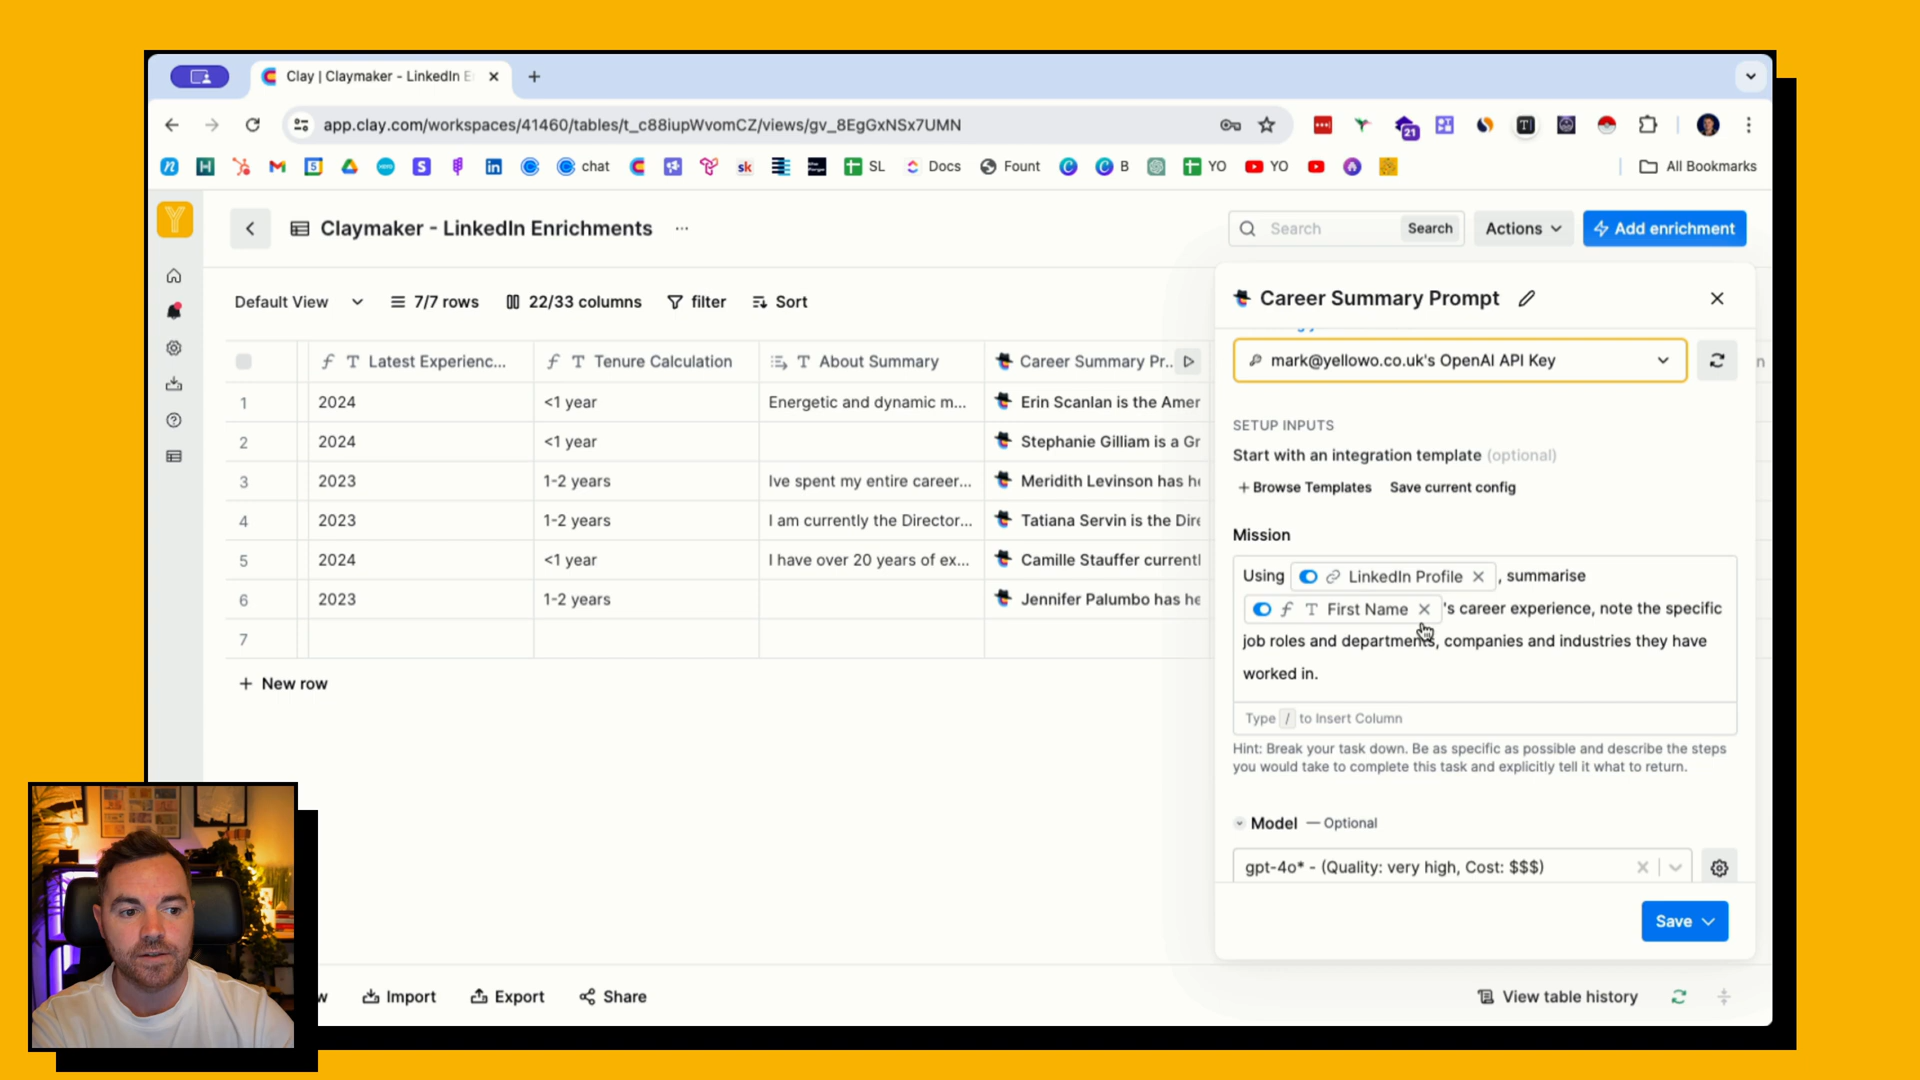 Clay | Claymaker - LinkedIn E
app.clay.com/workspaces/41460/tables/t_c88iupWvomCZ/views/gv_8EgGxNSx7UMN
21
chat
sk
SL
Docs
Fount
B
YO
YO
All Bookmarks
Claymaker - LinkedIn Enrichments
Search
Search
Actions
Add enrichment
Default View
7/7 rows
22/33 columns
filter
Sort
Latest Experienc...
Tenure Calculation
About Summary
Career Summary Pr..
1 2024 <1 year Energetic and dynamic m... Erin Scanlan is the Amer
2 2024 <1 year Stephanie Gilliam is a Gr
3 2023 1-2 years Ive spent my entire career... Meridith Levinson has he
4 2023 1-2 years I am currently the Director... Tatiana Servin is the Dire
5 2024 <1 year I have over 20 years of ex... Camille Stauffer currentl
6 2023 1-2 years Jennifer Palumbo has he
7
+ New row
Career Summary Prompt
mark@yellowo.co.uk's OpenAI API Key
SETUP INPUTS
Start with an integration template (optional)
+ Browse Templates Save current config
Mission
Using LinkedIn Profile , summarise
First Name 's career experience, note the specific
job roles and departments, companies and industries they have
worked in.
Type / to Insert Column
Hint: Break your task down. Be as specific as possible and describe the steps
you would take to complete this task and explicitly tell it what to return.
Model — Optional
gpt-4o* - (Quality: very high, Cost: $$$)
Save
w
Import
Export
Share
View table history